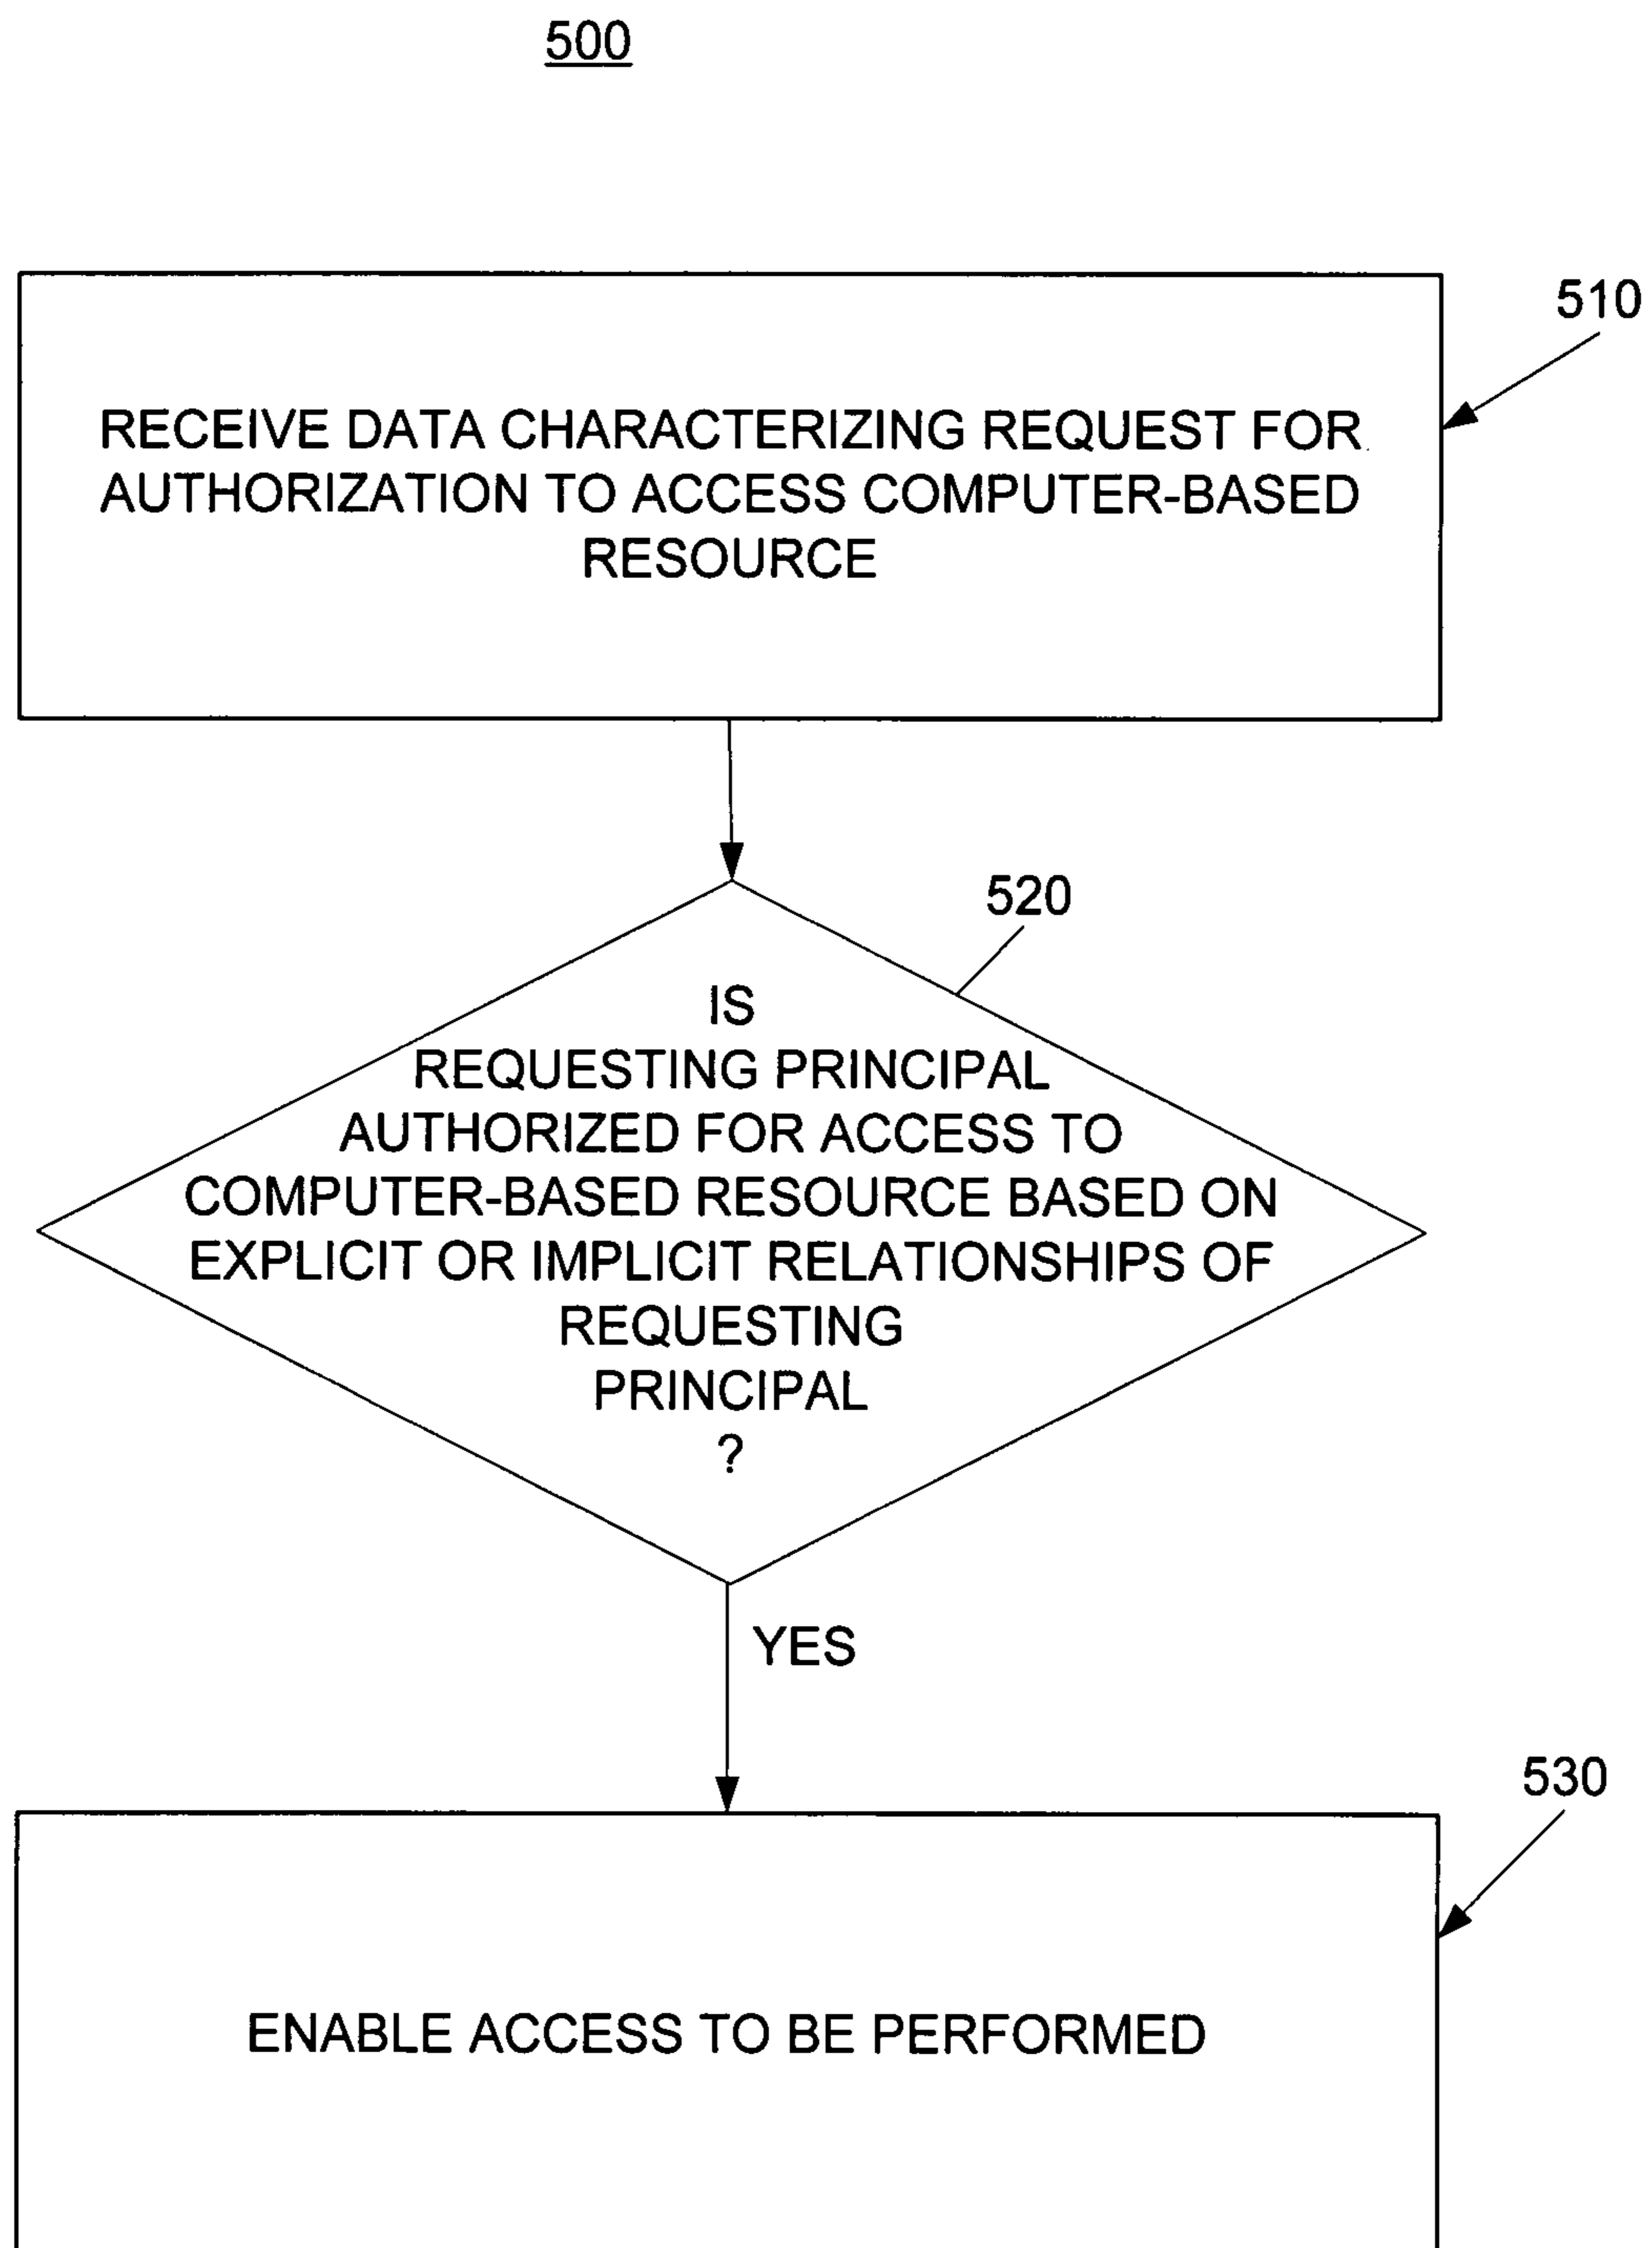 500
510
RECEIVE DATA CHARACTERIZING REQUEST FOR
AUTHORIZATION TO ACCESS COMPUTER-BASED
RESOURCE
520
IS
REQUESTING PRINCIPAL
AUTHORIZED FOR ACCESS TO
COMPUTER-BASED RESOURCE BASED ON
EXPLICIT OR IMPLICIT RELATIONSHIPS OF
REQUESTING
PRINCIPAL
?
YES
530
ENABLE ACCESS TO BE PERFORMED